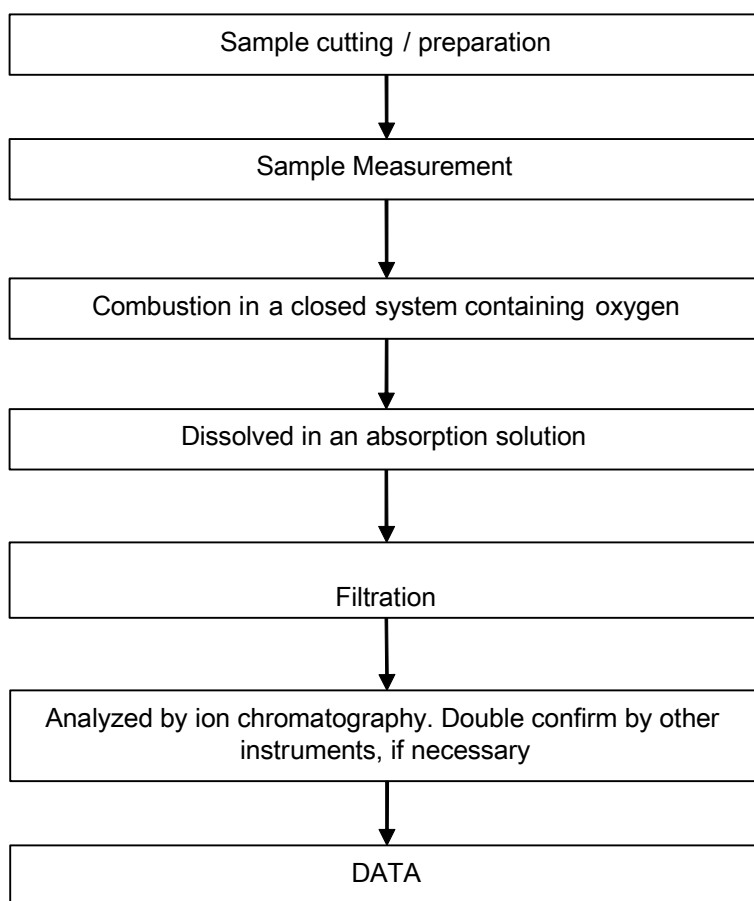 Sample cutting / preparation
Sample Measurement
Combustion in a closed system containing oxygen
Dissolved in an absorption solution
Filtration
Analyzed by ion chromatography. Double confirm by other
instruments, if necessary
DATA